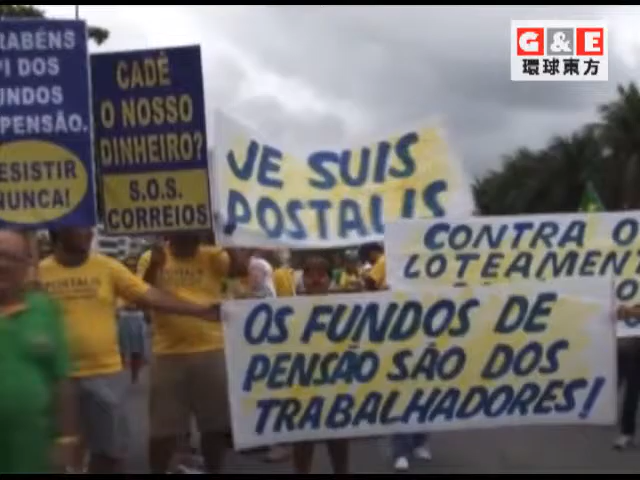 G&E
環球東方
RABÉNS
PI DOS
UNDOS
PENSÃO.
ESISTIR
NUNCA!
CADÊ
O NOSSO
DINHEIRO?
S.O.S.
CORREIOS
JE SUIS
POSTALIS
CONTRA O
LOTEAMENT
OS FUNDOS DE
PENSÃO SÃO DOS
TRABALHADORES!